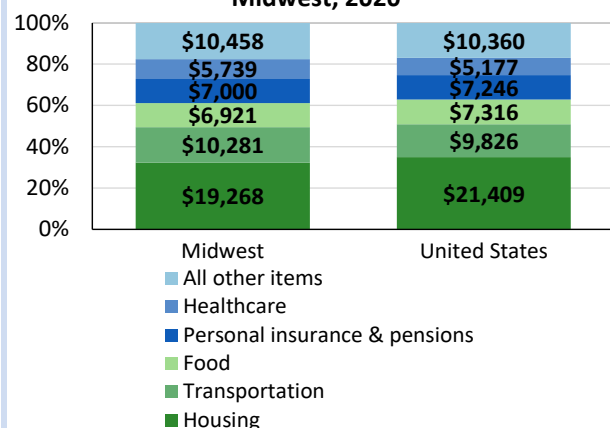 Midwest, 2020
100%
80%
60%
40%
20%
0%
$10,458
$5,739
$7,000
$6,921
$10,281
$19,268
$10,360
$5,177
$7,246
$7,316
$9,826
$21,409
Midwest
United States
All other items
Healthcare
Personal insurance & pensions
Food
Transportation
Housing